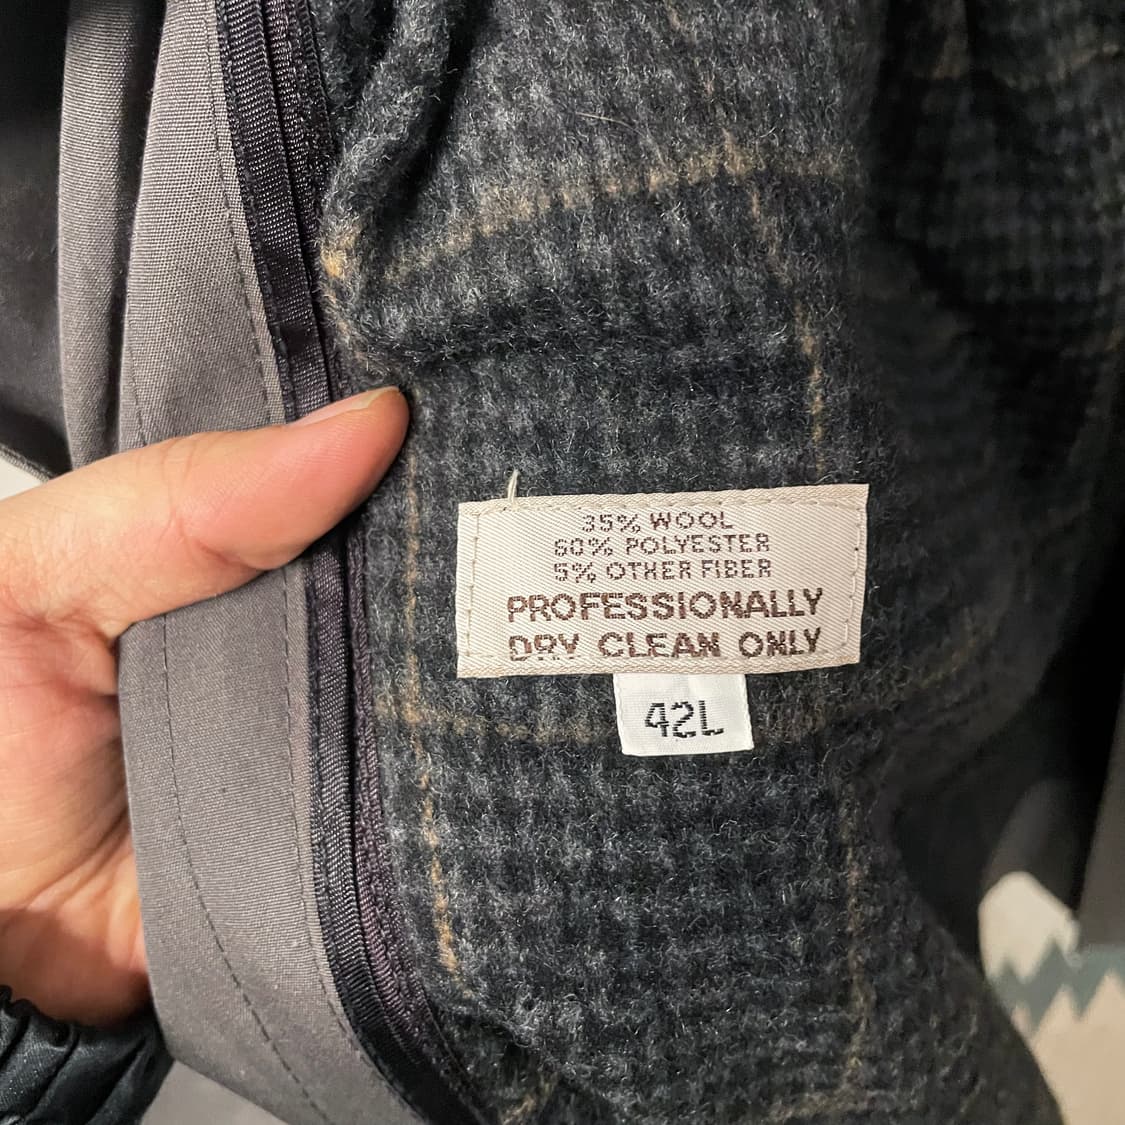 35% WOOL
60% POLYESTER
5% OTHER FIBER
PROFESSIONALLY
DRY CLEAN ONLY
42L